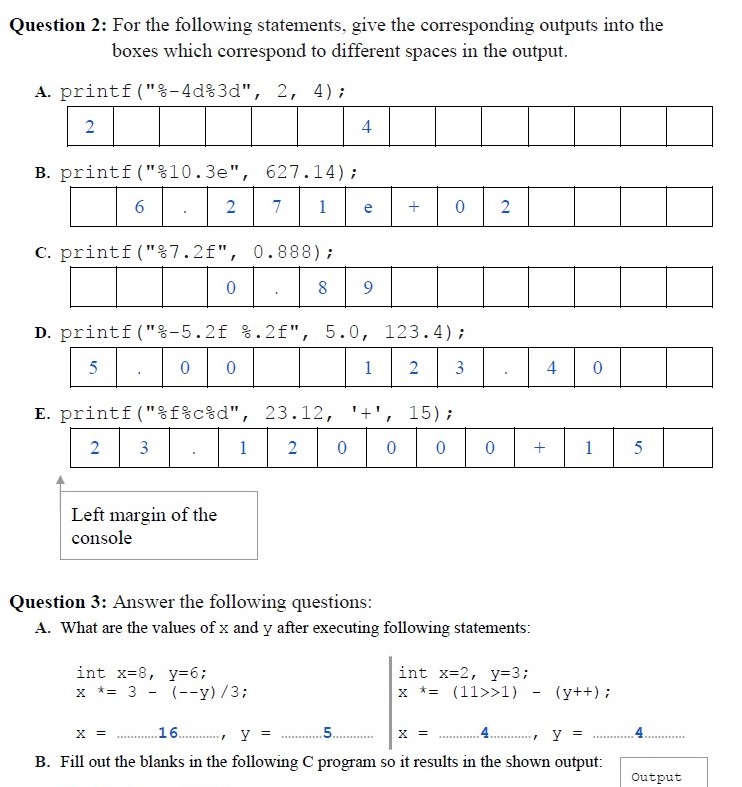 Question 2: For the following statements, give the corresponding outputs into the
boxes which correspond to different spaces in the output.
A. printf("%-4d%3d", 2, 4);
2 4
B. printf("%10.3e", 627.14);
6 . 2 7 1 e + 0 2
C. printf("%7.2f", 0.888);
0 . 8 9
D. printf("%-5.2f %.2f", 5.0, 123.4);
5 . 0 0 1 2 3 . 4 0
E. printf("%f%c%d", 23.12, '+', 15);
2 3 . 1 2 0 0 0 0 + 1 5
Left margin of the
console
Question 3: Answer the following questions:
A. What are the values of x and y after executing following statements:
int x=8, y=6;
x *= 3 - (--y)/3;
x = ..........16.........., y = ..........5..........
int x=2, y=3;
x *= (11>>1) - (y++);
x = ..........4.........., y = ..........4..........
B. Fill out the blanks in the following C program so it results in the shown output:
Output